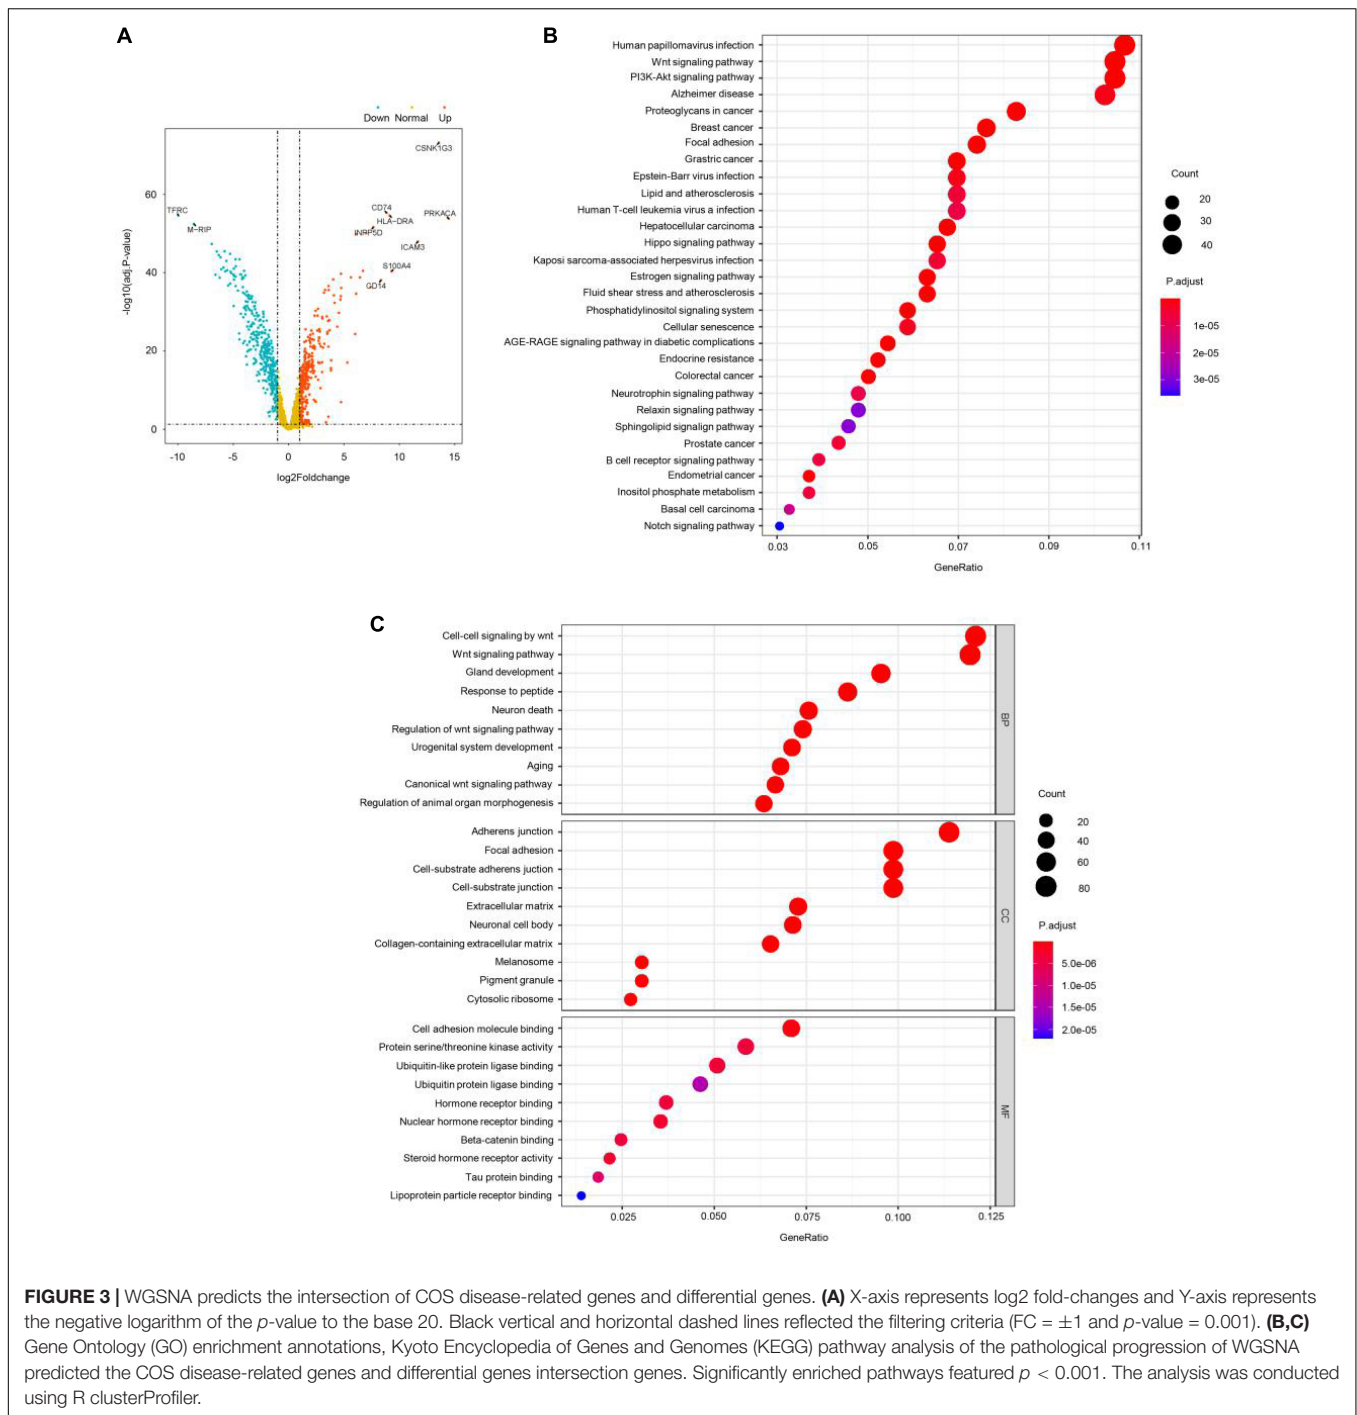 A
Down Normal Up
CSNK1G3
TFRC
M-RIP
CD74
HLA-DRA
PRKACA
INPP5D
ICAM3
S100A4
60
40
20
0
-log10(adj.P-value)
-10 -5 0 5 10 15
log2Foldchange
B
Human papillomavirus infection
Wnt signaling pathway
PI3K-Akt signaling pathway
Alzheimer disease
Proteoglycans in cancer
Breast cancer
Focal adhesion
Grastric cancer
Epstein-Barr virus infection
Lipid and atherosclerosis
Human T-cell leukemia virus a infection
Hepatocellular carcinoma
Hippo signaling pathway
Kaposi sarcoma-associated herpesvirus infection
Estrogen signaling pathway
Fluid shear stress and atherosclerosis
Phosphatidylinositol signaling system
Cellular senescence
AGE-RAGE signaling pathway in diabetic complications
Endocrine resistance
Colorectal cancer
Neurotrophin signaling pathway
Relaxin signaling pathway
Sphingolipid signalign pathway
Prostate cancer
B cell receptor signaling pathway
Endometrial cancer
Inositol phosphate metabolism
Basal cell carcinoma
Notch signaling pathway
0.03 0.05 0.07 0.09 0.11
GeneRatio
Count
20
30
40
P.adjust
1e-05
2e-05
3e-05
C
Cell-cell signaling by wnt
Wnt signaling pathway
Gland development
Response to peptide
Neuron death
Regulation of wnt signaling pathway
Urogenital system development
Aging
Canonical wnt signaling pathway
Regulation of animal organ morphogenesis
BP
Adherens junction
Focal adhesion
Cell-substrate adherens juction
Cell-substrate junction
Extracellular matrix
Neuronal cell body
Collagen-containing extracellular matrix
Melanosome
Pigment granule
Cytosolic ribosome
CC
Cell adhesion molecule binding
Protein serine/threonine kinase activity
Ubiquitin-like protein ligase binding
Ubiquitin protein ligase binding
Hormone receptor binding
Nuclear hormone receptor binding
Beta-catenin binding
Steroid hormone receptor activity
Tau protein binding
Lipoprotein particle receptor binding
MF
0.025 0.050 0.075 0.100 0.125
GeneRatio
Count
20
40
60
80
P.adjust
5.0e-06
1.0e-05
1.5e-05
2.0e-05
FIGURE 3 | WGSNA predicts the intersection of COS disease-related genes and differential genes. (A) X-axis represents log2 fold-changes and Y-axis represents
the negative logarithm of the p-value to the base 20. Black vertical and horizontal dashed lines reflected the filtering criteria (FC = ±1 and p-value = 0.001). (B,C)
Gene Ontology (GO) enrichment annotations, Kyoto Encyclopedia of Genes and Genomes (KEGG) pathway analysis of the pathological progression of WGSNA
predicted the COS disease-related genes and differential genes intersection genes. Significantly enriched pathways featured p < 0.001. The analysis was conducted
using R clusterProfiler.